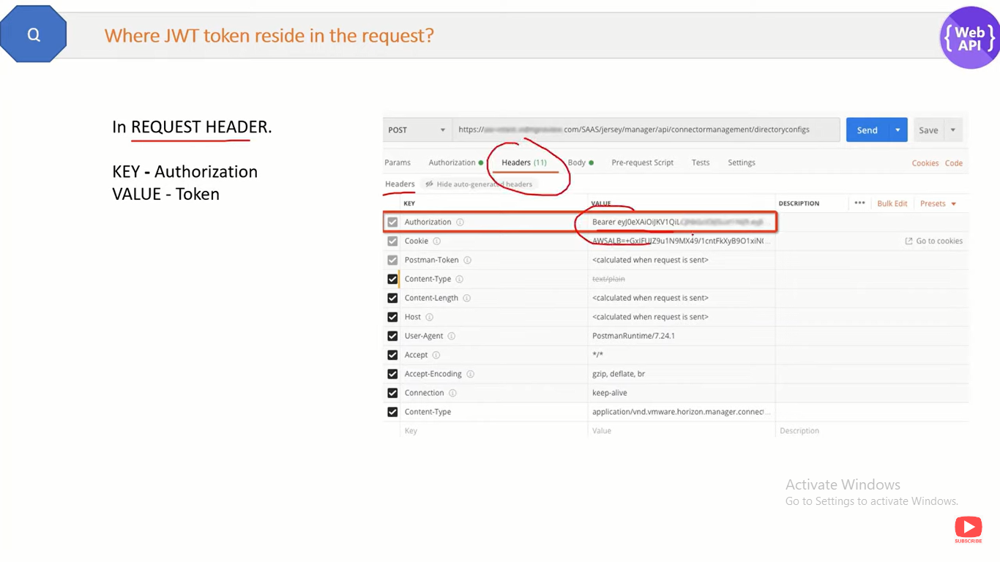 Q
Where JWT token reside in the request?
{ Web API }
In REQUEST HEADER.
KEY - Authorization
VALUE - Token
POST
https://
.com/SAAS/jersey/manager/api/connectormanagement/directoryconfigs
Send
Save
Params Authorization Headers (11) Body Pre-request Script Tests Settings Cookies Code
Headers Hide auto-generated headers
KEY VALUE DESCRIPTION ••• Bulk Edit Presets
Authorization Bearer eyJ0eXAiOiJKV1QiL
Cookie AWSALB=+GxIFUJZ9u1N9MX49/1cntFkXyB9O1xiN(... Go to cookies
Postman-Token <calculated when request is sent>
Content-Type text/plain
Content-Length <calculated when request is sent>
Host <calculated when request is sent>
User-Agent PostmanRuntime/7.24.1
Accept */*
Accept-Encoding gzip, deflate, br
Connection keep-alive
Content-Type application/vnd.vmware.horizon.manager.connect...
Key Value Description
Activate Windows
Go to Settings to activate Windows.
SUBSCRIBE